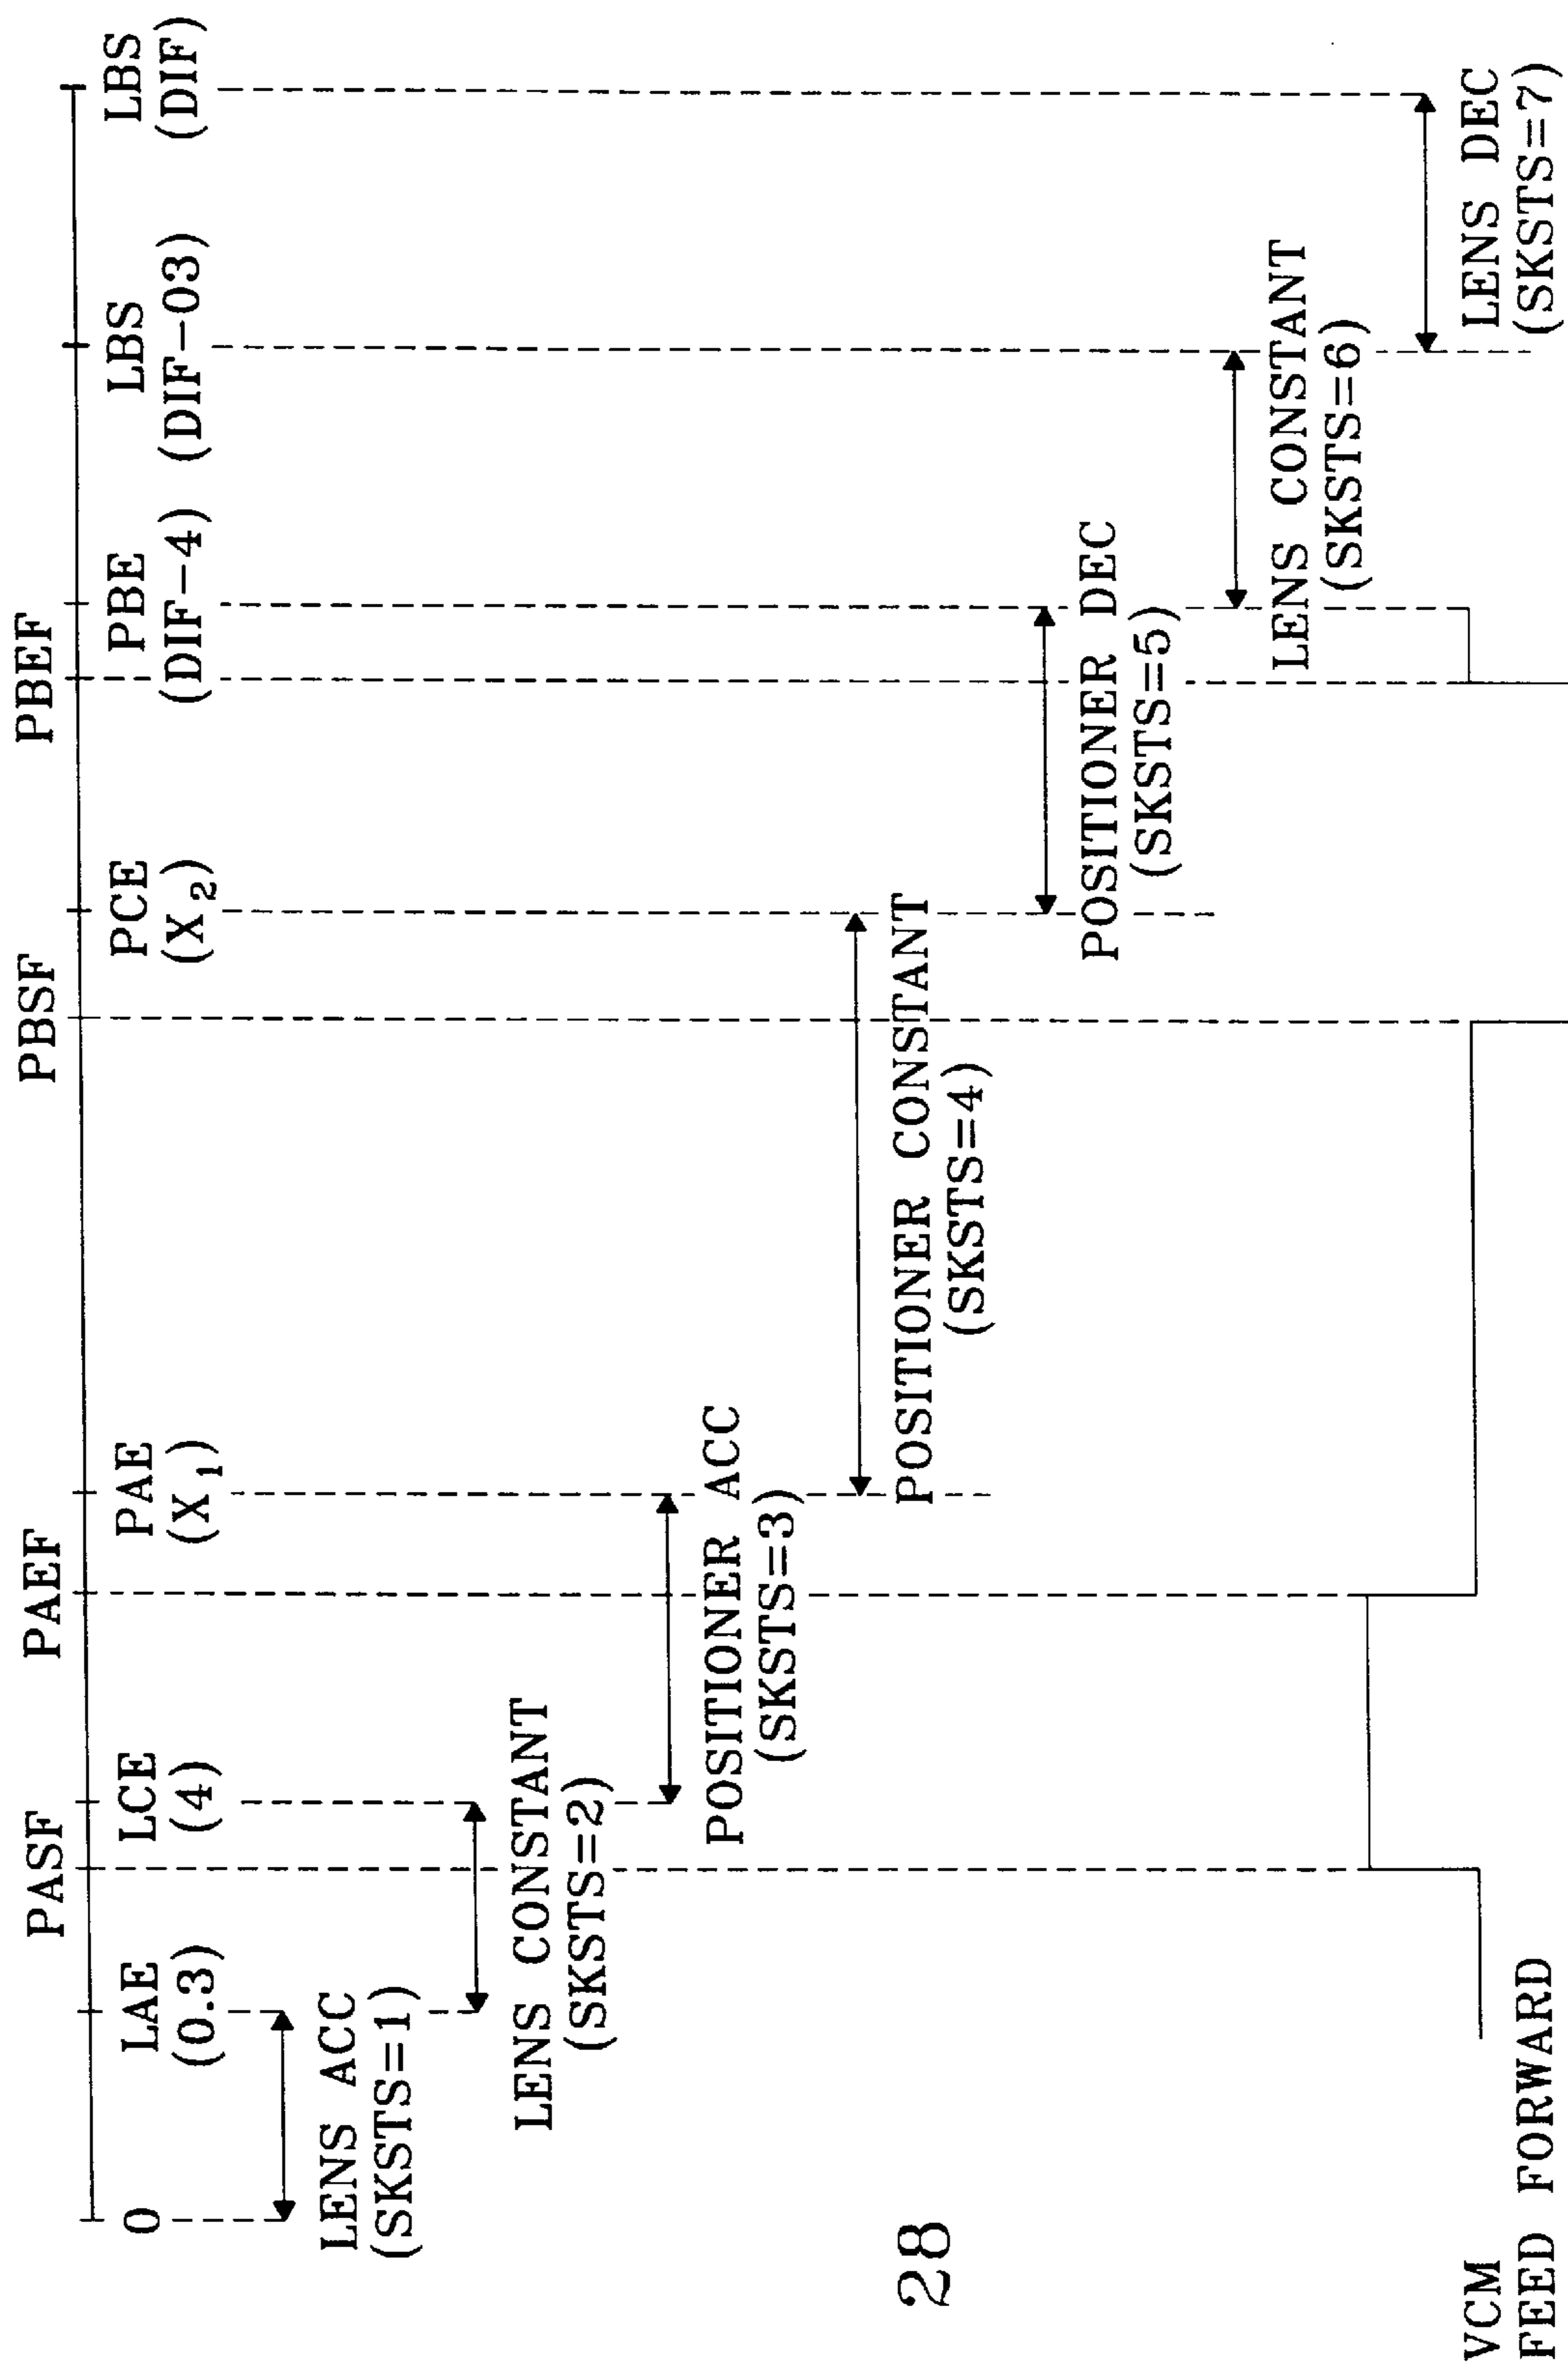 PASF PAEF PBSF PBEF
0 LAE LCE PAE PCE PBE LBS LBS
(0.3) (4) (X₁) (X₂) (DIF-4) (DIF-03) (DIF)
LENS ACC
(SKSTS=1)
LENS CONSTANT
(SKSTS=2)
POSITIONER ACC
(SKSTS=3)
POSITIONER CONSTANT
(SKSTS=4)
28
POSITIONER DEC
(SKSTS=5)
LENS CONSTANT
(SKSTS=6)
LENS DEC
(SKSTS=7)
VCM
FEED FORWARD